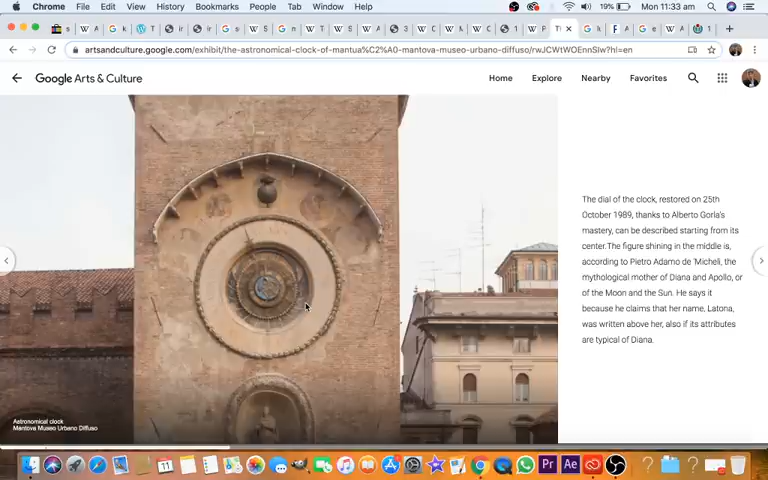 Chrome File Edit View History Bookmarks People Tab Window Help 19% Mon 11:33 am
artsandculture.google.com/exhibit/the-astronomical-clock-of-mantua%C2%A0-mantova-museo-urbano-diffuso/rwJCWtWOEnnSlw?hl=en
Google Arts & Culture Home Explore Nearby Favorites
The dial of the clock, restored on 25th
October 1989, thanks to Alberto Gorla's
mastery, can be described starting from its
center.The figure shining in the middle is,
according to Pietro Adamo de 'Micheli, the
mythological mother of Diana and Apollo, or
of the Moon and the Sun. He says it
because he claims that her name, Latona,
was written above her, also if its attributes
are typical of Diana.
Astronomical clock
Mantova Museo Urbano Diffuso
Pr Ae